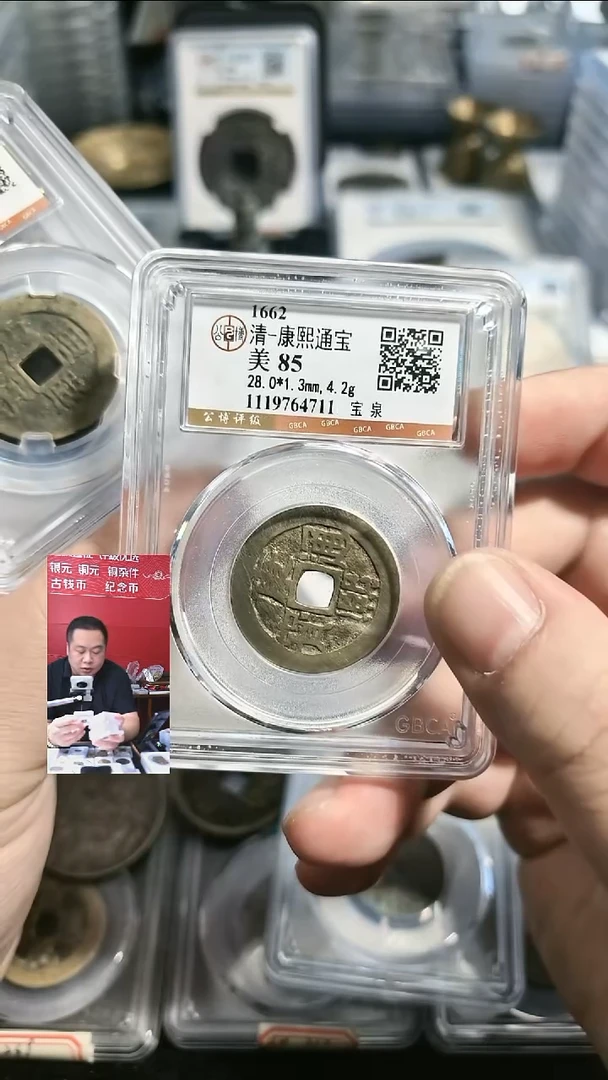 1662
清-康熙通宝
美 85
28.0*1.3mm, 4.2g
1119764711 宝 泉
公博评级 GBCA GBCA GBCA GBCA GBCA
GBCA
银元 铜元 铜杂件
古钱币 纪念币